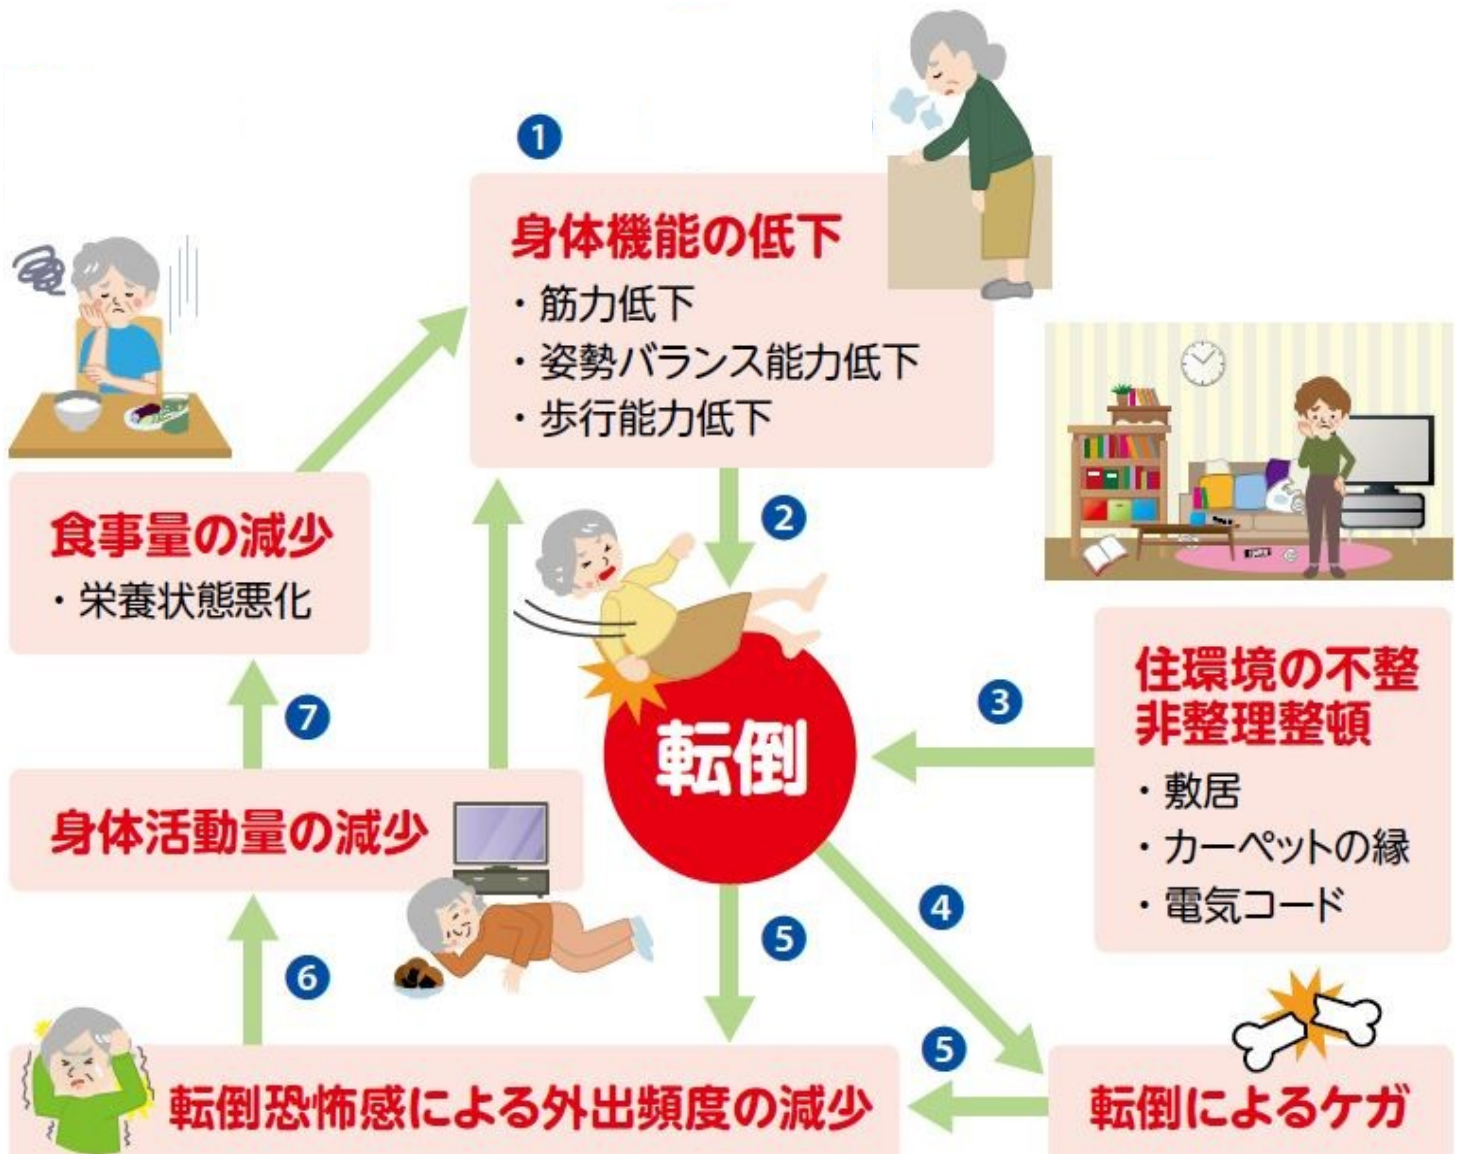 1
身体機能の低下
・筋力低下
・姿勢バランス能力低下
・歩行能力低下
2
食事量の減少
・栄養状態悪化
転倒
3
住環境の不整
非整理整頓
・敷居
・カーペットの縁
・電気コード
7
身体活動量の減少
4
5
6
5
転倒恐怖感による外出頻度の減少
転倒によるケガ